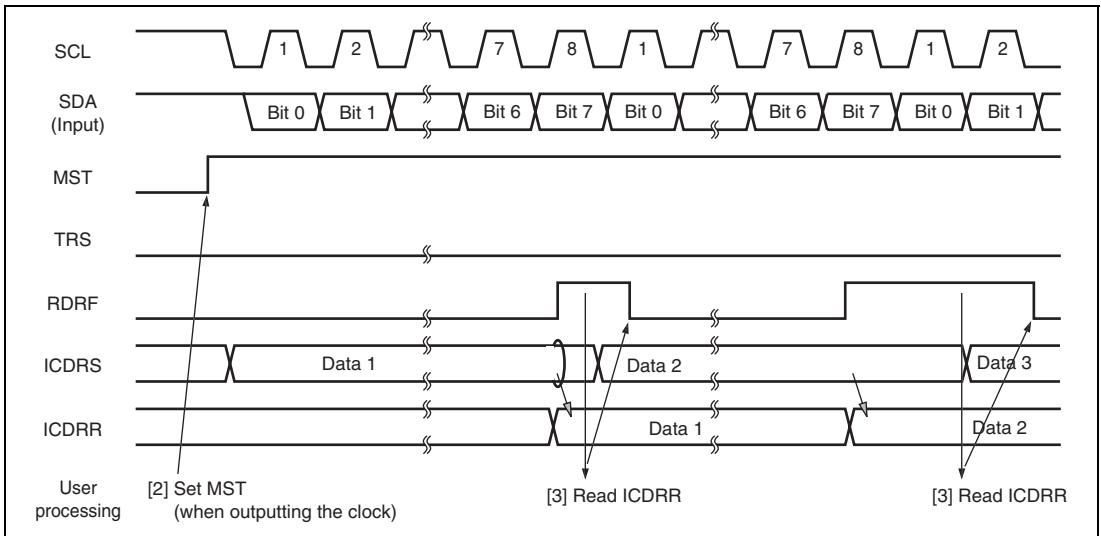 SCL 1 2 7 8 1 7 8 1 2
SDA
(Input) Bit 0 Bit 1 Bit 6 Bit 7 Bit 0 Bit 6 Bit 7 Bit 0 Bit 1
MST
TRS
RDRF
ICDRS Data 1 Data 2 Data 3
ICDRR Data 1 Data 2
User
processing
[2] Set MST
(when outputting the clock)
[3] Read ICDRR
[3] Read ICDRR